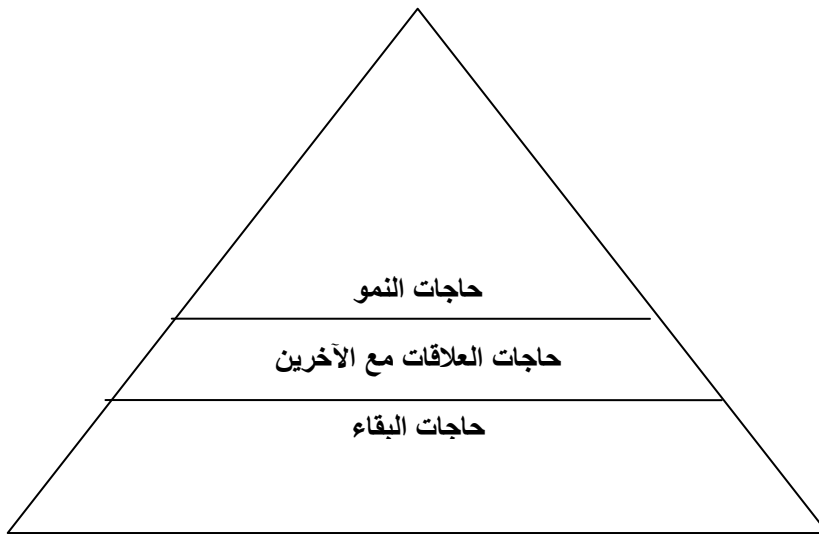 حاجات النمو
حاجات العلاقات مع الآخرين
حاجات البقاء